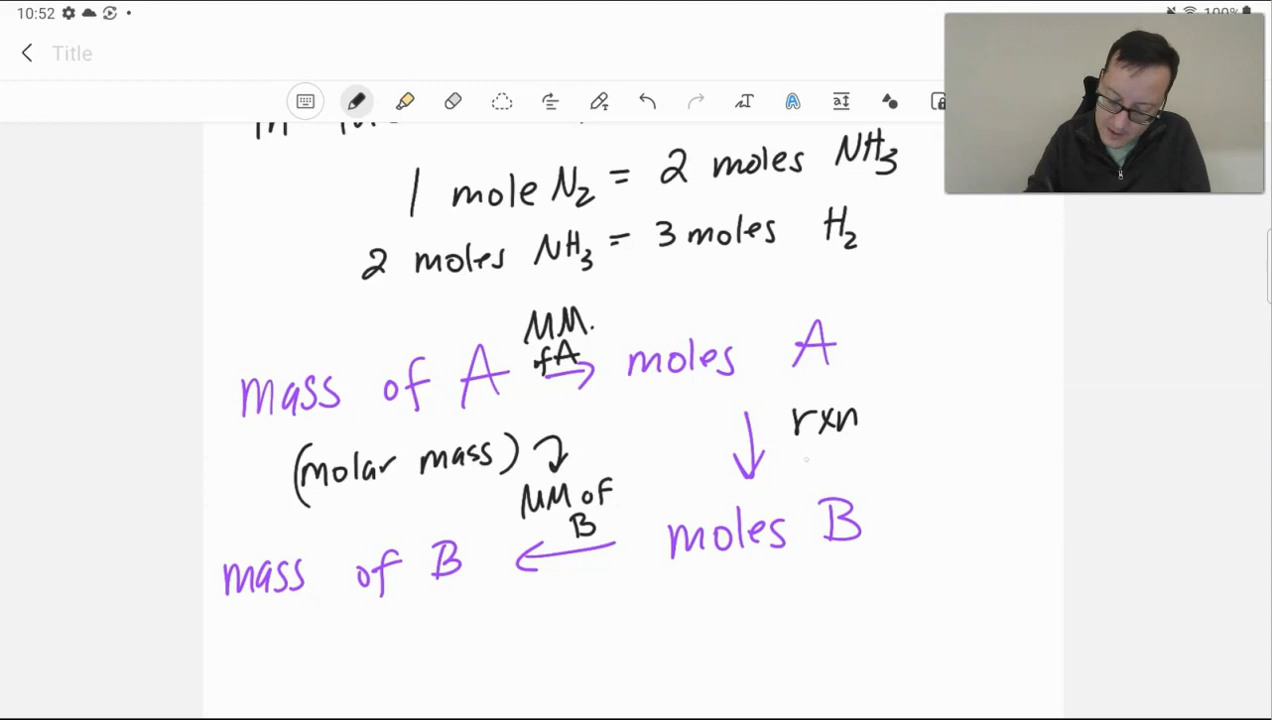 10:52
100%
Title
1 mole N₂ = 2 moles NH₃
2 moles NH₃ = 3 moles H₂
MM.
of A
mass of A → moles A
rxn
(molar mass)
MM of
B
mass of B ← moles B